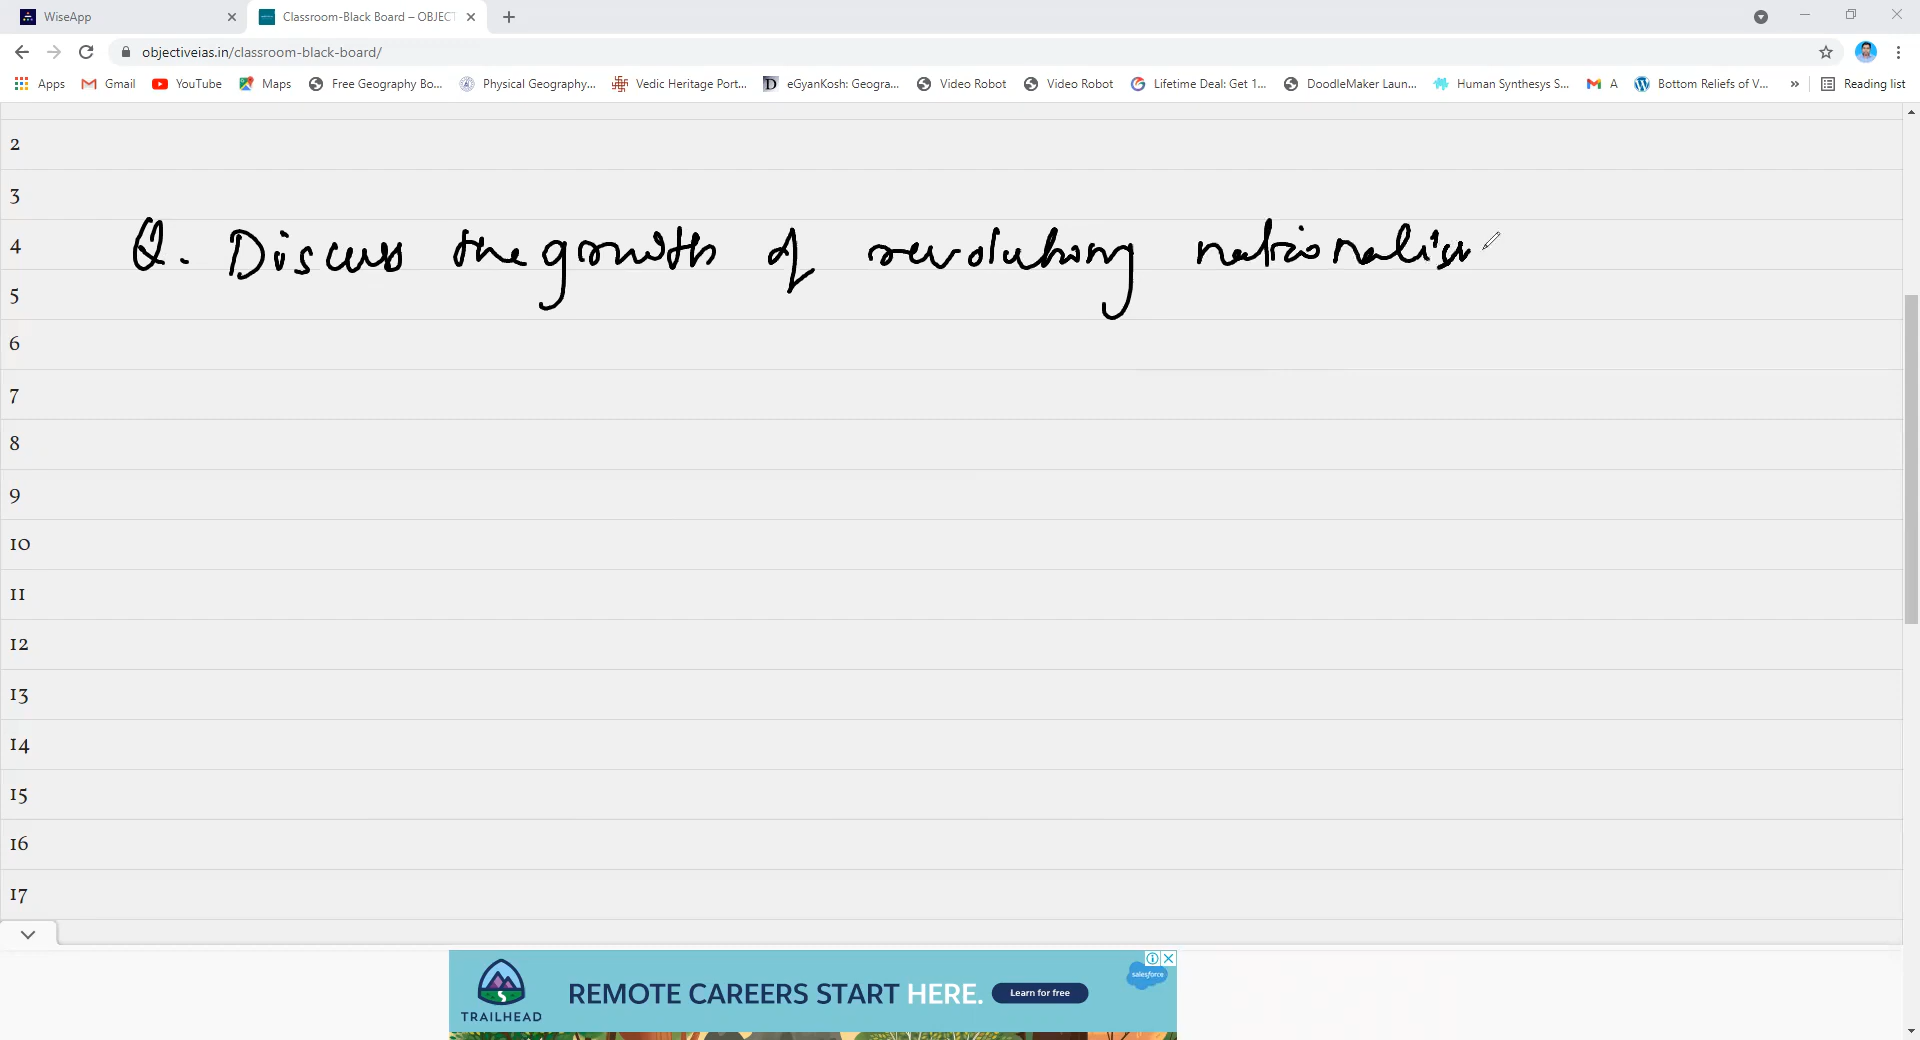 WiseApp
Classroom-Black Board – OBJECT
objectiveias.in/classroom-black-board/
Apps Gmail YouTube Maps Free Geography Bo... Physical Geography... Vedic Heritage Port... eGyanKosh: Geogra... Video Robot Video Robot Lifetime Deal: Get 1... DoodleMaker Laun... Human Synthesys S... A Bottom Reliefs of V... » Reading list
2
3
4 Q. Discuss the growth of revolutionary nationalism
5
6
7
8
9
10
11
12
13
14
15
16
17
TRAILHEAD
REMOTE CAREERS START HERE. Learn for free
salesforce